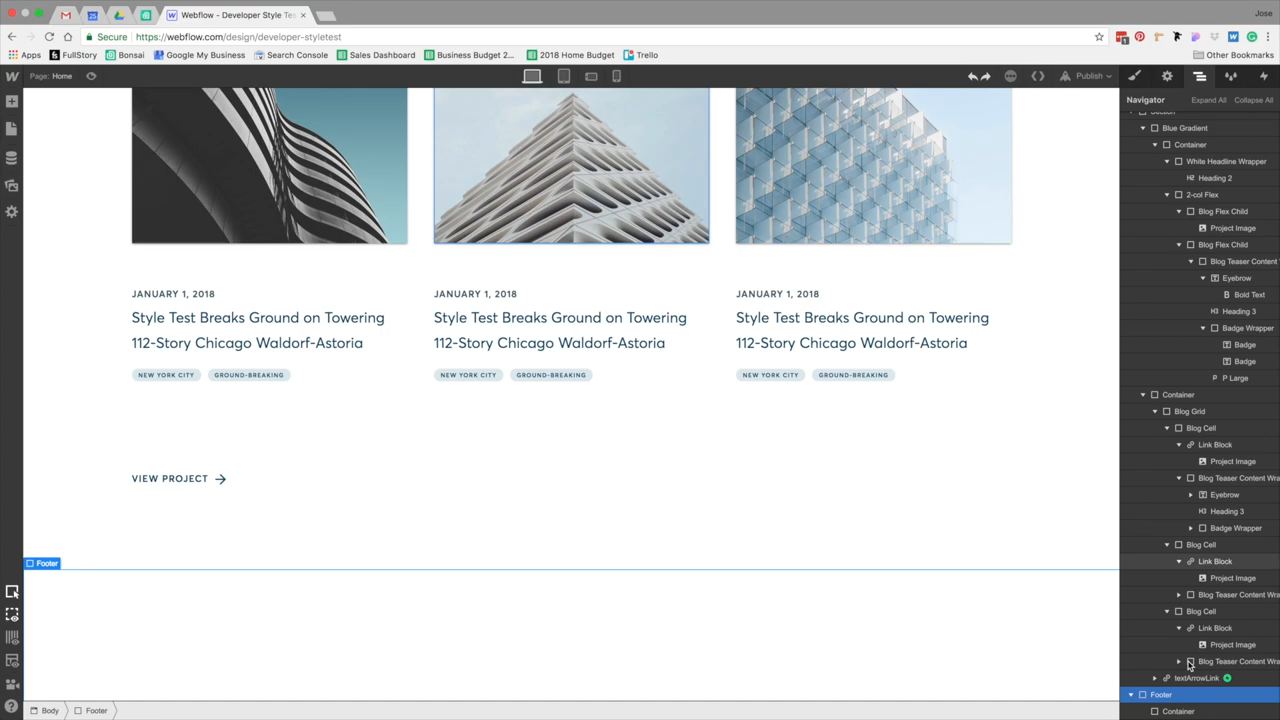 Webflow - Developer Style Tes
Jose
Secure
https://webflow.com/design/developer-styletest
Apps
FullStory
Bonsai
Google My Business
Search Console
Sales Dashboard
Business Budget 2...
2018 Home Budget
Trello
Other Bookmarks
Page: Home
Publish
Navigator
Expand All
Collapse All
Section
Blue Gradient
Container
White Headline Wrapper
H2 Heading 2
2-col Flex
Blog Flex Child
Project Image
Blog Flex Child
Blog Teaser Content
Eyebrow
B Bold Text
H3 Heading 3
Badge Wrapper
Badge
Badge
P P Large
Container
Blog Grid
Blog Cell
Link Block
Project Image
Blog Teaser Content Wra
Eyebrow
H3 Heading 3
Badge Wrapper
Blog Cell
Link Block
Project Image
Blog Teaser Content Wra
Blog Cell
Link Block
Project Image
Blog Teaser Content Wra
textArrowLink
Footer
Container
JANUARY 1, 2018
Style Test Breaks Ground on Towering
112-Story Chicago Waldorf-Astoria
NEW YORK CITY
GROUND-BREAKING
JANUARY 1, 2018
Style Test Breaks Ground on Towering
112-Story Chicago Waldorf-Astoria
NEW YORK CITY
GROUND-BREAKING
JANUARY 1, 2018
Style Test Breaks Ground on Towering
112-Story Chicago Waldorf-Astoria
NEW YORK CITY
GROUND-BREAKING
VIEW PROJECT
Footer
Body
Footer